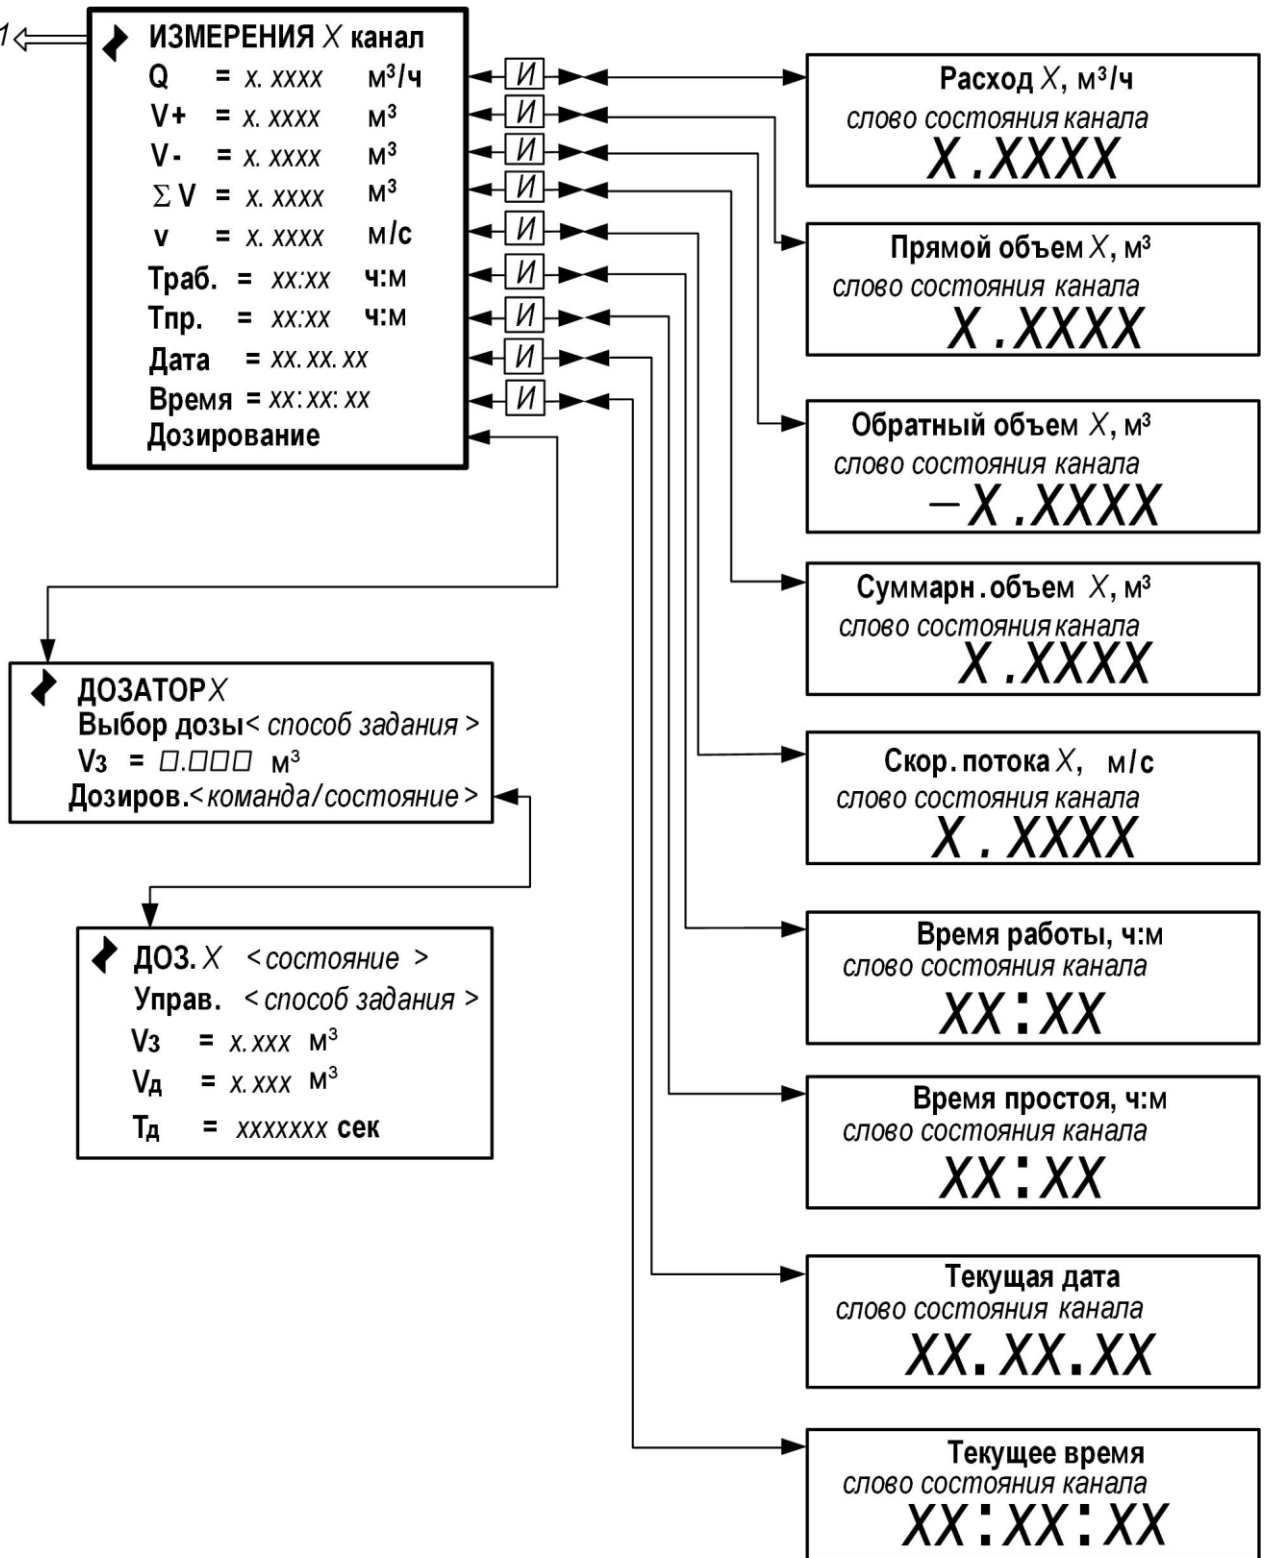 1
ИЗМЕРЕНИЯ X канал
Q = x. xxxx м³/ч
V+ = x. xxxx м³
V- = x. xxxx м³
Σ V = x. xxxx м³
v = x. xxxx м/с
Траб. = xx:xx ч:м
Тпр. = xx:xx ч:м
Дата = xx. xx. xx
Время = xx: xx: xx
Дозирование
И
И
И
И
И
И
И
И
И
ДОЗАТОР X
Выбор дозы < способ задания >
Vз = □.□□□ м³
Дозиров.<команда/состояние >
ДОЗ. X < состояние >
Управ. < способ задания >
Vз = x. xxx м³
Vд = x. xxx м³
Tд = xxxxxxx сек
Расход X, м³/ч
слово состояния канала
X .XXXX
Прямой объем X, м³
слово состояния канала
X .XXXX
Обратный объем X, м³
слово состояния канала
–X .XXXX
Суммарн.объем X, м³
слово состояния канала
X .XXXX
Скор.потока X, м/с
слово состояния канала
X . XXXX
Время работы, ч:м
слово состояния канала
XX:XX
Время простоя, ч:м
слово состояния канала
XX:XX
Текущая дата
слово состояния канала
XX.XX.XX
Текущее время
слово состояния канала
XX:XX:XX